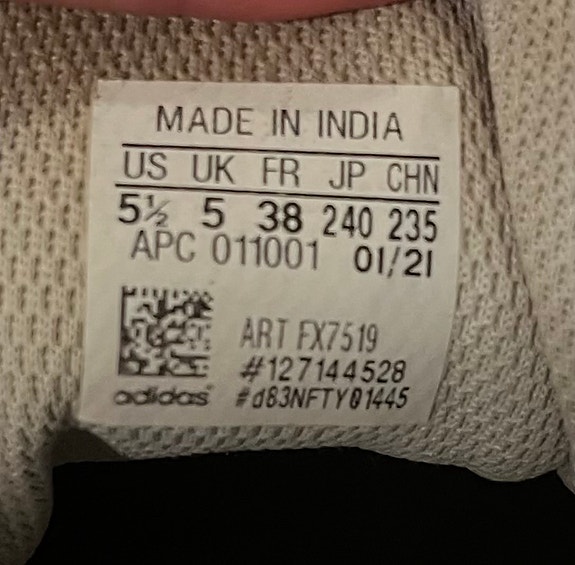 MADE IN INDIA
US UK FR JP CHN
5½ 5 38 240 235
APC 011001 01/21
ART FX7519
#127144528
adidas #d83NFTY01445